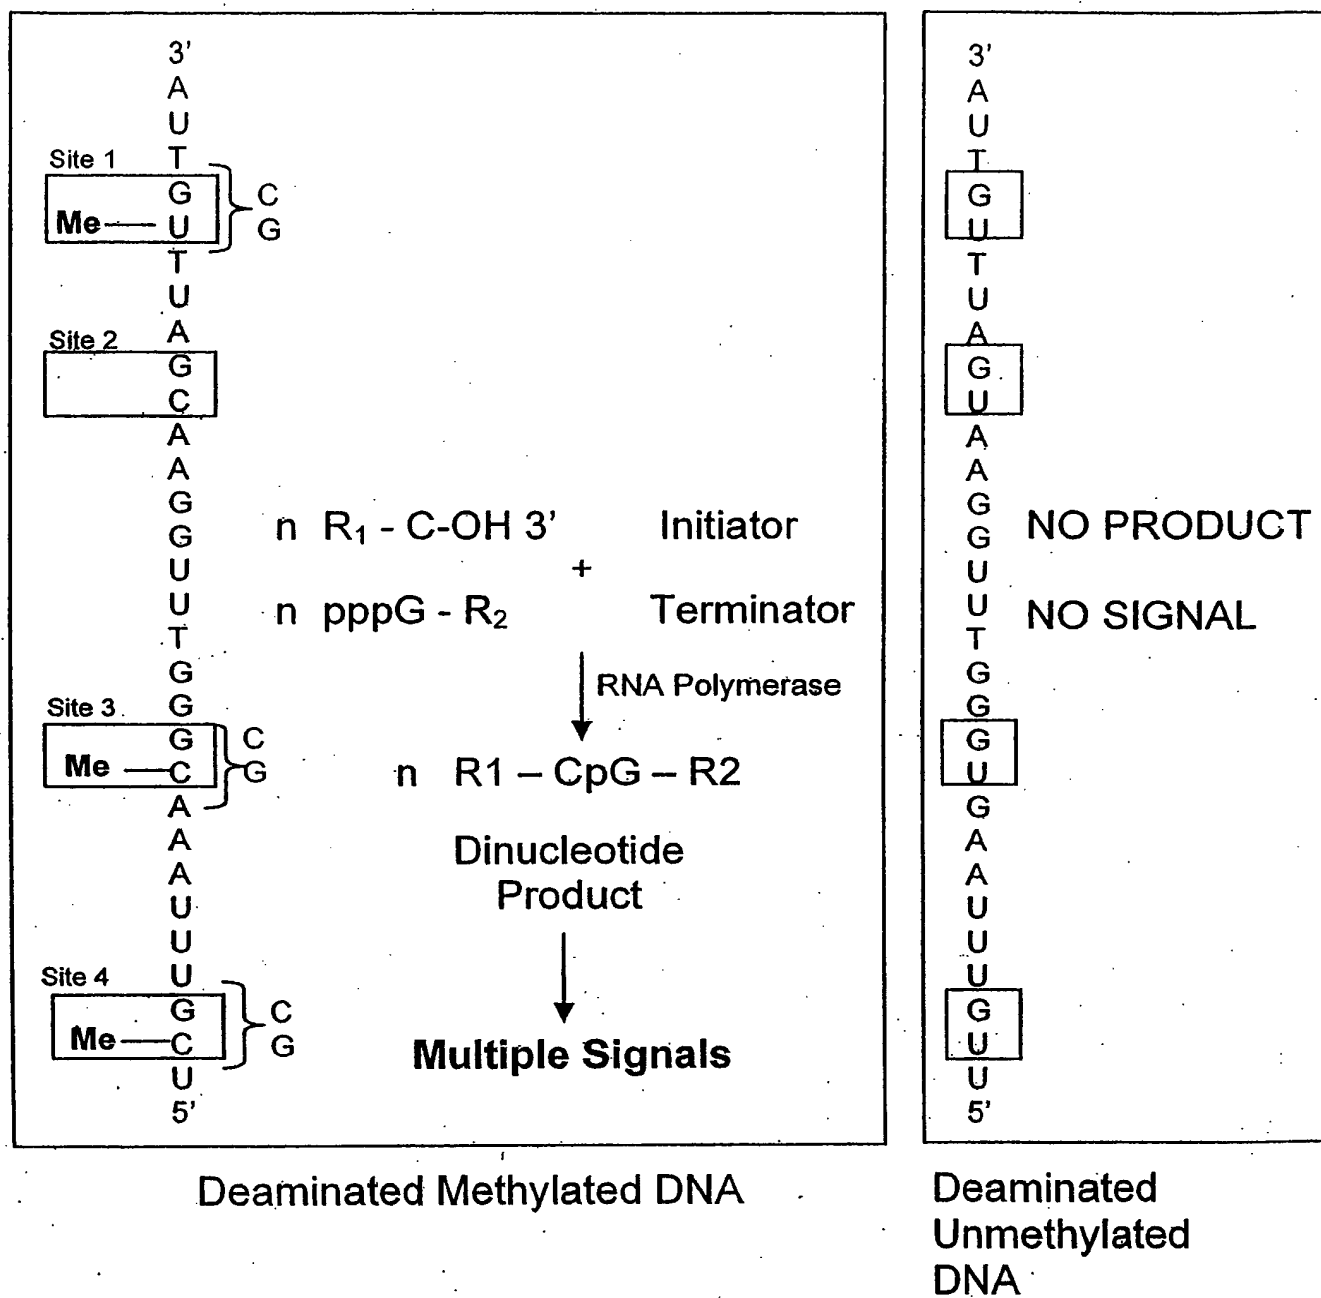 3'
A
U
T
Site 1
G
C
Me
U
G
T
U
A
Site 2
G
C
A
A
G
G
U
U
T
G
G
Site 3
G
C
Me
C
G
A
A
A
U
U
U
Site 4
G
C
Me
C
G
U
5'
n R₁ - C-OH 3' Initiator
+
n pppG - R₂ Terminator
RNA Polymerase
n R1 – CpG – R2
Dinucleotide
Product
Multiple Signals
Deaminated Methylated DNA
3'
A
U
T
G
U
T
U
A
G
U
A
A
G
G
U
U
T
G
G
G
U
G
A
A
U
U
U
G
U
U
5'
NO PRODUCT
NO SIGNAL
Deaminated
Unmethylated
DNA